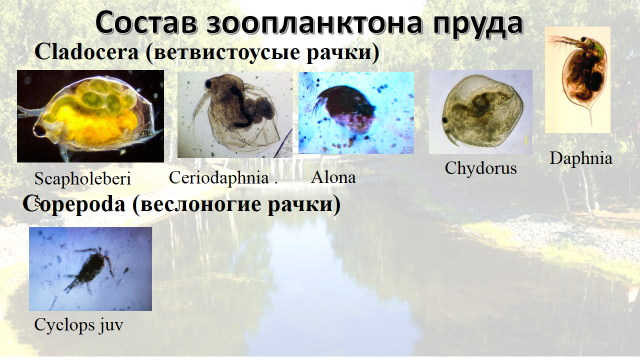 Состав зоопланктона пруда
Cladocera (ветвистоусые рачки)
Scapholeberi
s
Ceriodaphnia .
Alona
Chydorus
Daphnia
Copepoda (веслоногие рачки)
Cyclops juv